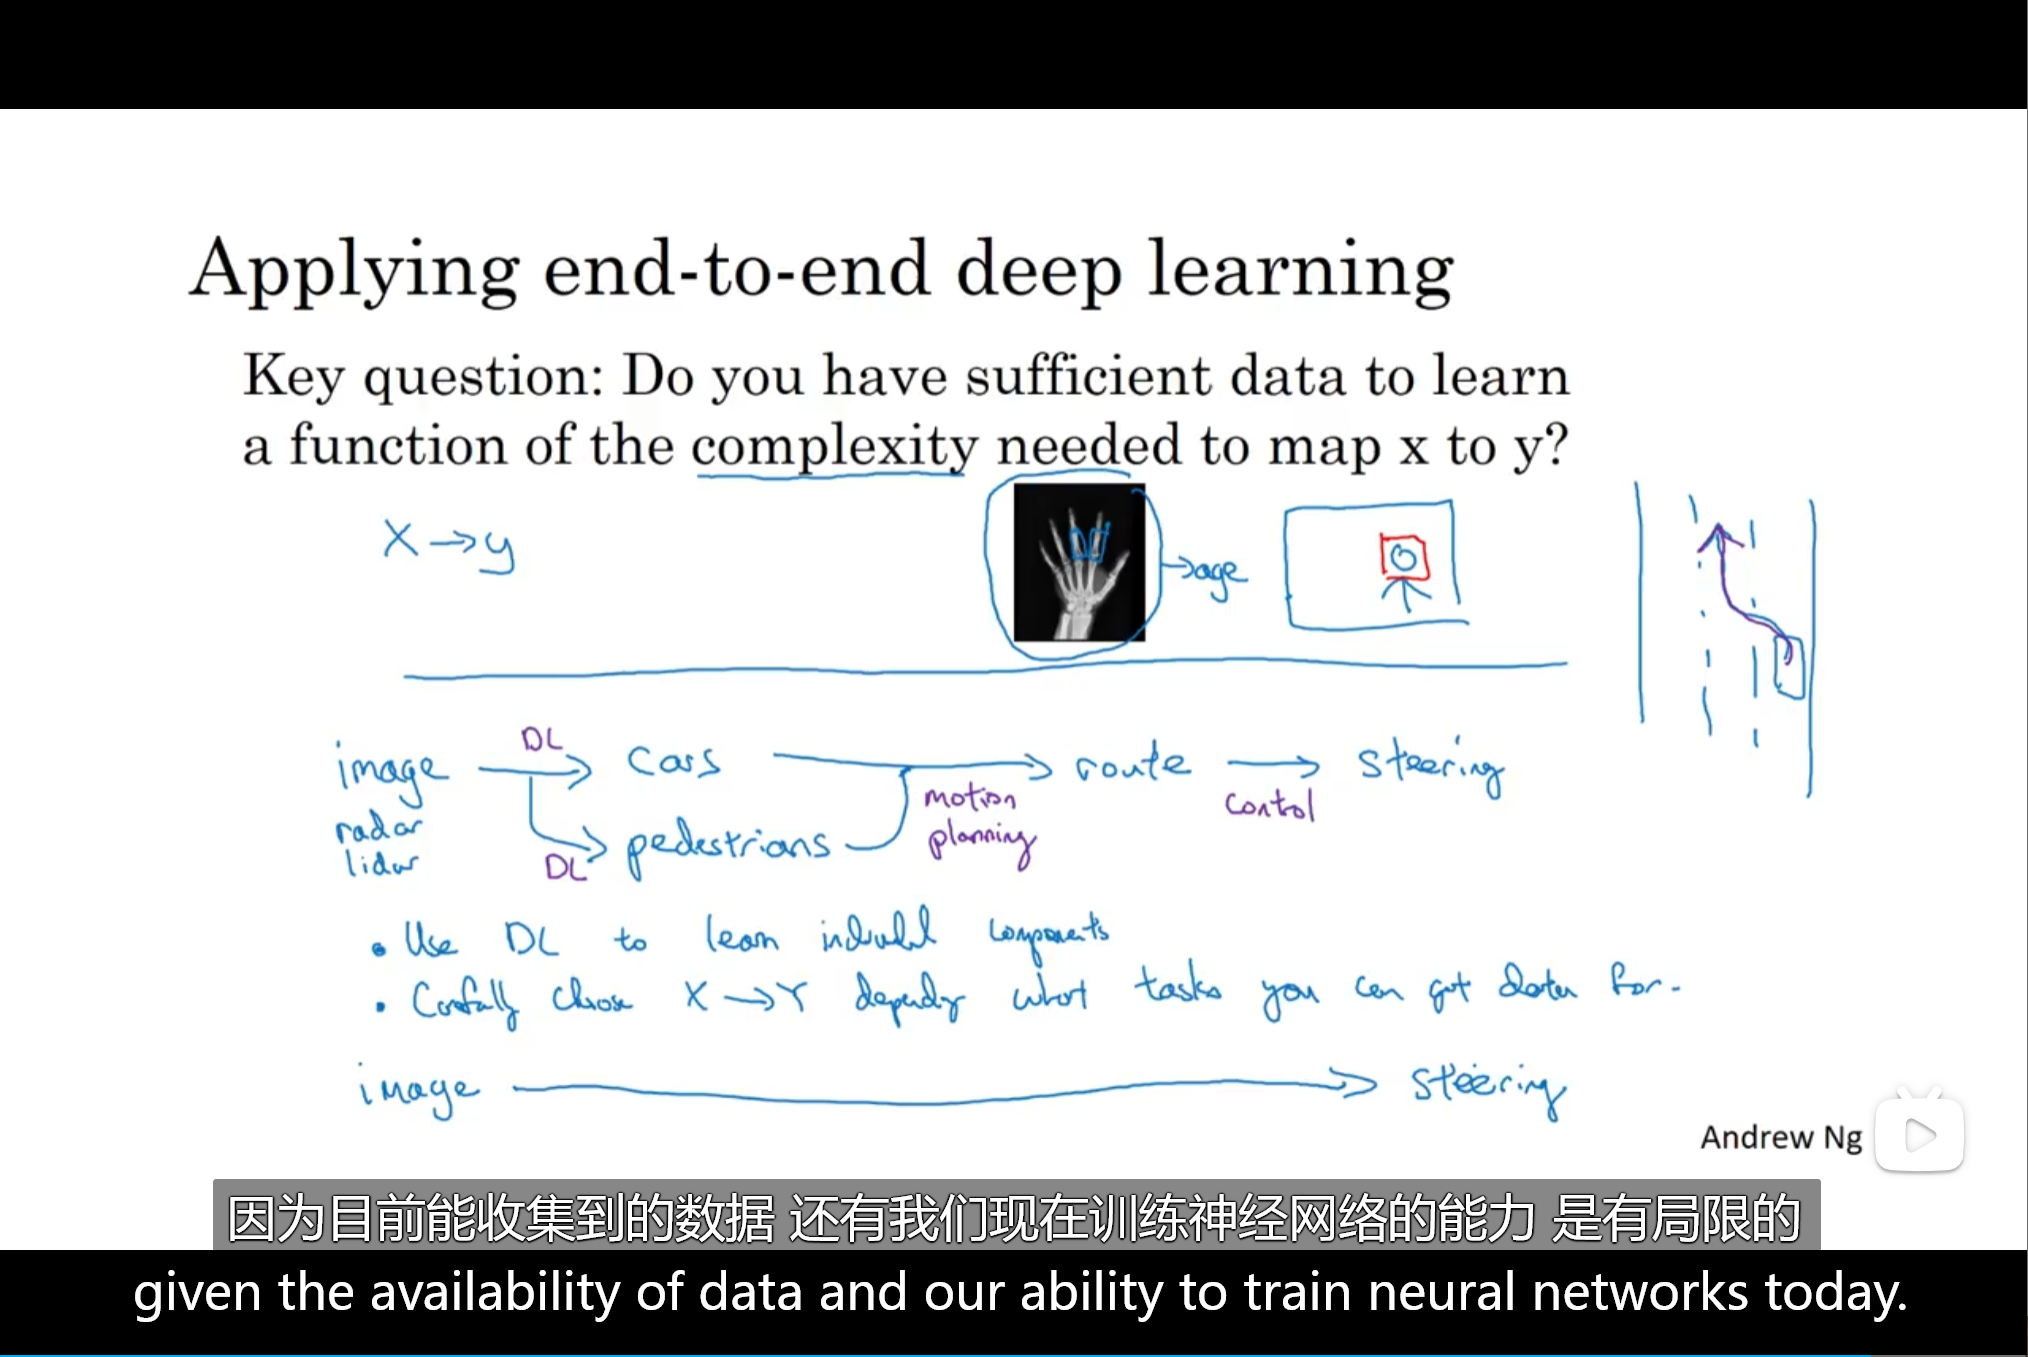 Applying end-to-end deep learning
Key question: Do you have sufficient data to learn
a function of the complexity needed to map x to y?
X → y
→ age
image
radar
lidar
DL
DL
cars
pedestrians
motion
planning
route
control
steering
• Use DL to learn individual components
• Carefully choose X → Y depending what tasks you can get data for.
image → steering
Andrew Ng
因为目前能收集到的数据 还有我们现在训练神经网络的能力 是有局限的
given the availability of data and our ability to train neural networks today.